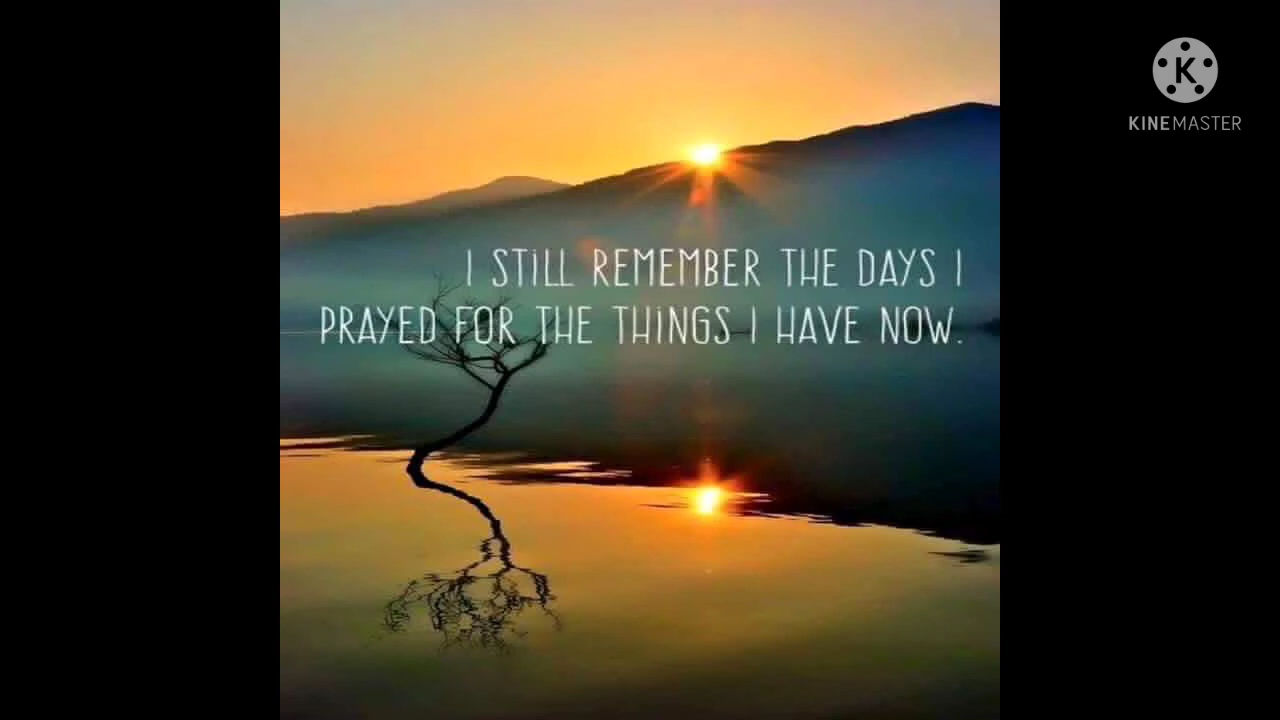 I STiLL REMEMBER THE DAYS I
PRAYED FOR THE THiNGS I HAVE NOW.
K
KINEMASTER